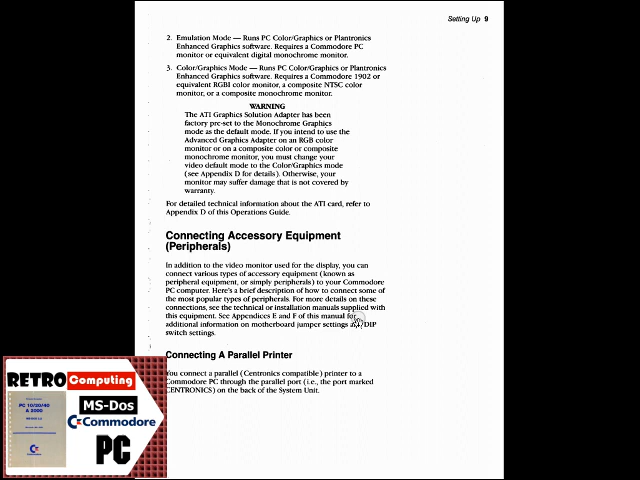 Setting Up 9
2. Emulation Mode — Runs PC Color/Graphics or Plantronics
Enhanced Graphics software. Requires a Commodore PC
monitor or equivalent digital monochrome monitor.
3. Color/Graphics Mode — Runs PC Color/Graphics or Plantronics
Enhanced Graphics software. Requires a Commodore 1902 or
equivalent RGBI color monitor, a composite NTSC color
monitor, or a composite monochrome monitor.
WARNING
The ATI Graphics Solution Adapter has been
factory pre-set to the Monochrome Graphics
mode as the default mode. If you intend to use the
Advanced Graphics Adapter on an RGB color
monitor or on a composite color or composite
monochrome monitor, you must change your
video default mode to the Color/Graphics mode
(see Appendix D for details). Otherwise, your
monitor may suffer damage that is not covered by
warranty.
For detailed technical information about the ATI card, refer to
Appendix D of this Operations Guide.
Connecting Accessory Equipment
(Peripherals)
In addition to the video monitor used for the display, you can
connect various types of accessory equipment (known as
peripheral equipment, or simply peripherals) to your Commodore
PC computer. Here's a brief description of how to connect some of
the most popular types of peripherals. For more details on these
connections, see the technical or installation manuals supplied with
this equipment. See Appendices E and F of this manual for
additional information on motherboard jumper settings /DIP
switch settings.
Connecting A Parallel Printer
You connect a parallel (Centronics compatible) printer to a
Commodore PC through the parallel port (i.e., the port marked
CENTRONICS) on the back of the System Unit.
RETRO Computing
PC 10/20/40
A 2000
MS-Dos
Commodore
PC